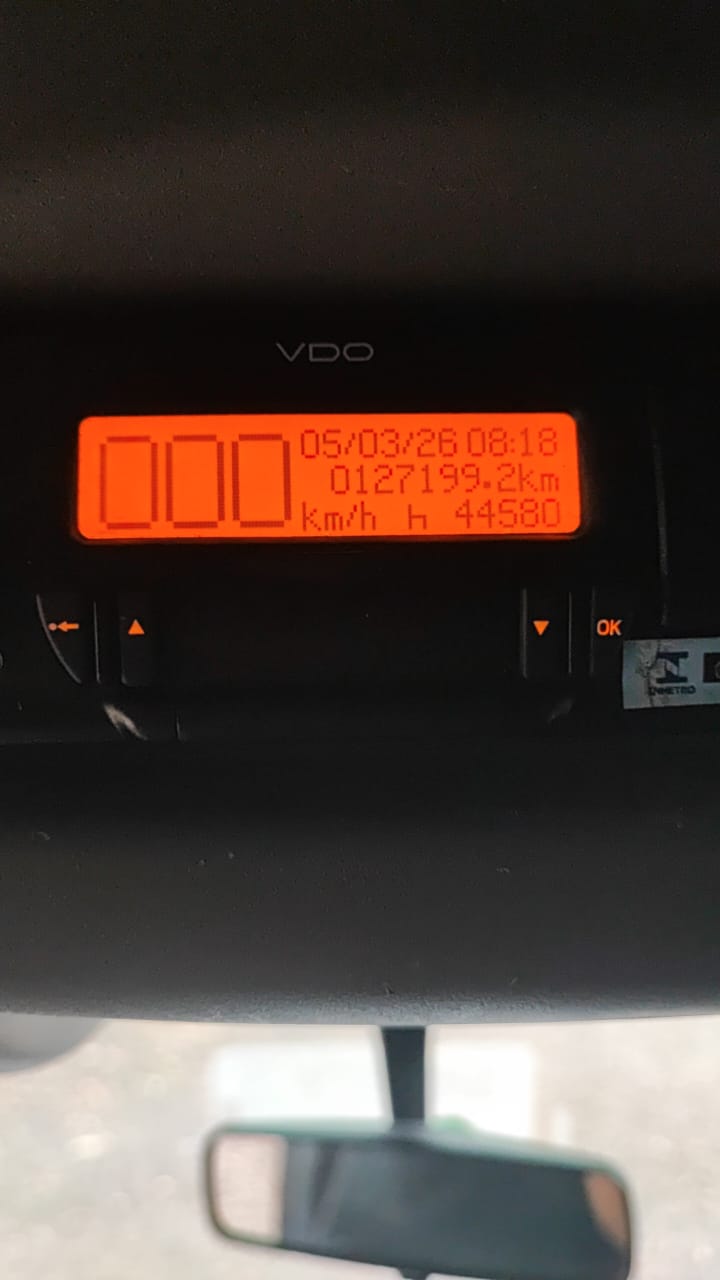 VDO
000
05/03/26 08:18
0127199.2km
km/h h 44580
OK
INMETRO